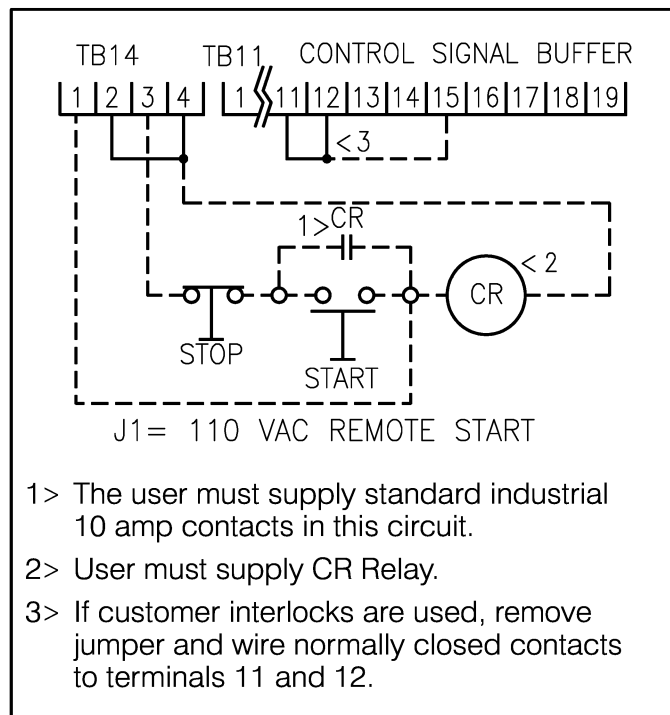 TB14 TB11 CONTROL SIGNAL BUFFER
1 2 3 4 1 11 12 13 14 15 16 17 18 19
<3
1> CR
<2
CR
STOP
START
J1= 110 VAC REMOTE START
1> The user must supply standard industrial
10 amp contacts in this circuit.
2> User must supply CR Relay.
3> If customer interlocks are used, remove
jumper and wire normally closed contacts
to terminals 11 and 12.